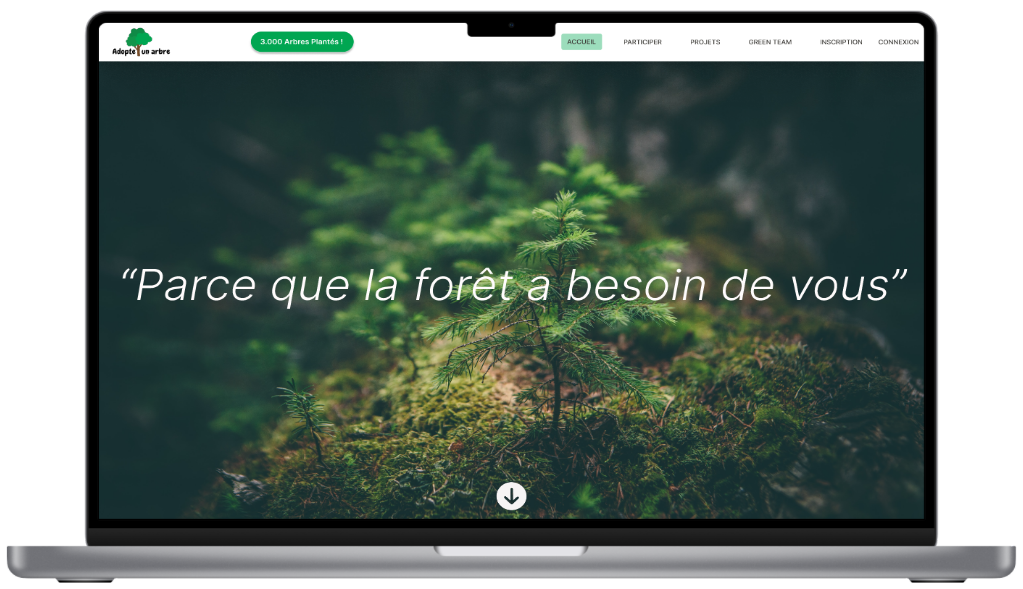 Adopte un arbre
3.000 Arbres Plantés !
ACCUEIL
PARTICIPER
PROJETS
GREEN TEAM
INSCRIPTION
CONNEXION
“Parce que la forêt a besoin de vous”